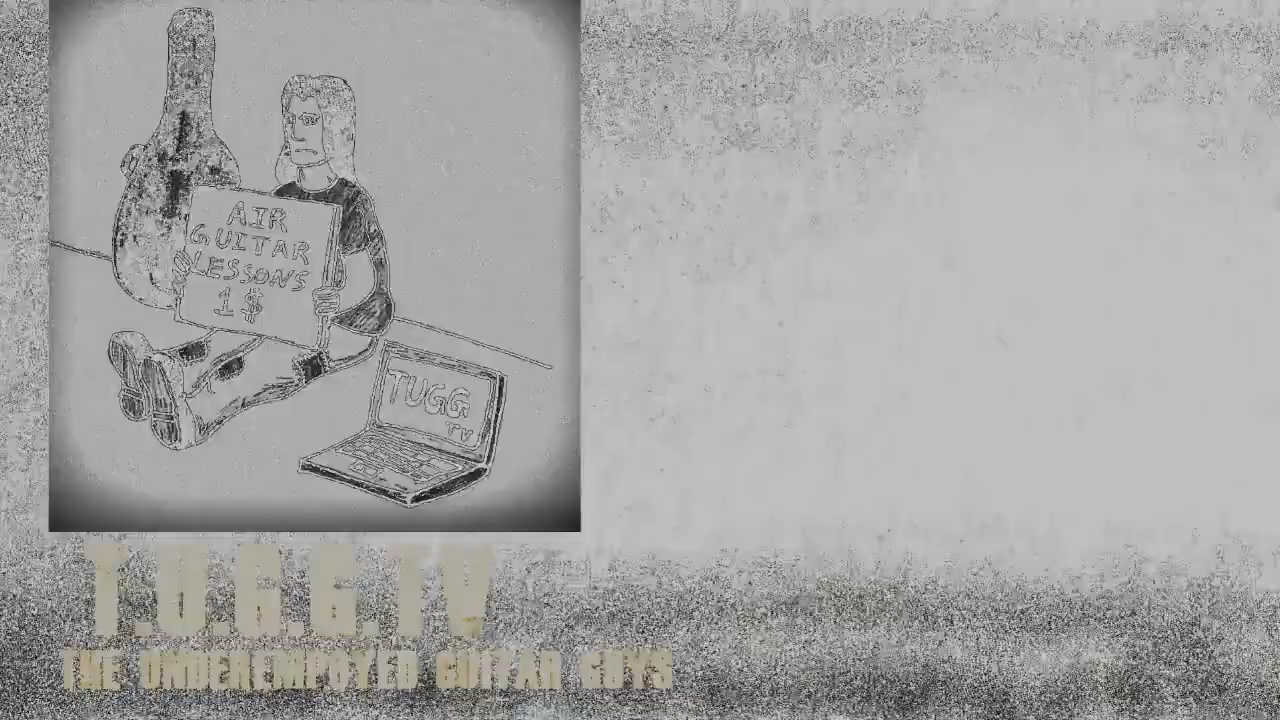 AIR
GUITAR
LESSONS
1$
TUGG
TV
T.U.G.G.TV
THE UNDEREMPOYED GUITAR GUYS